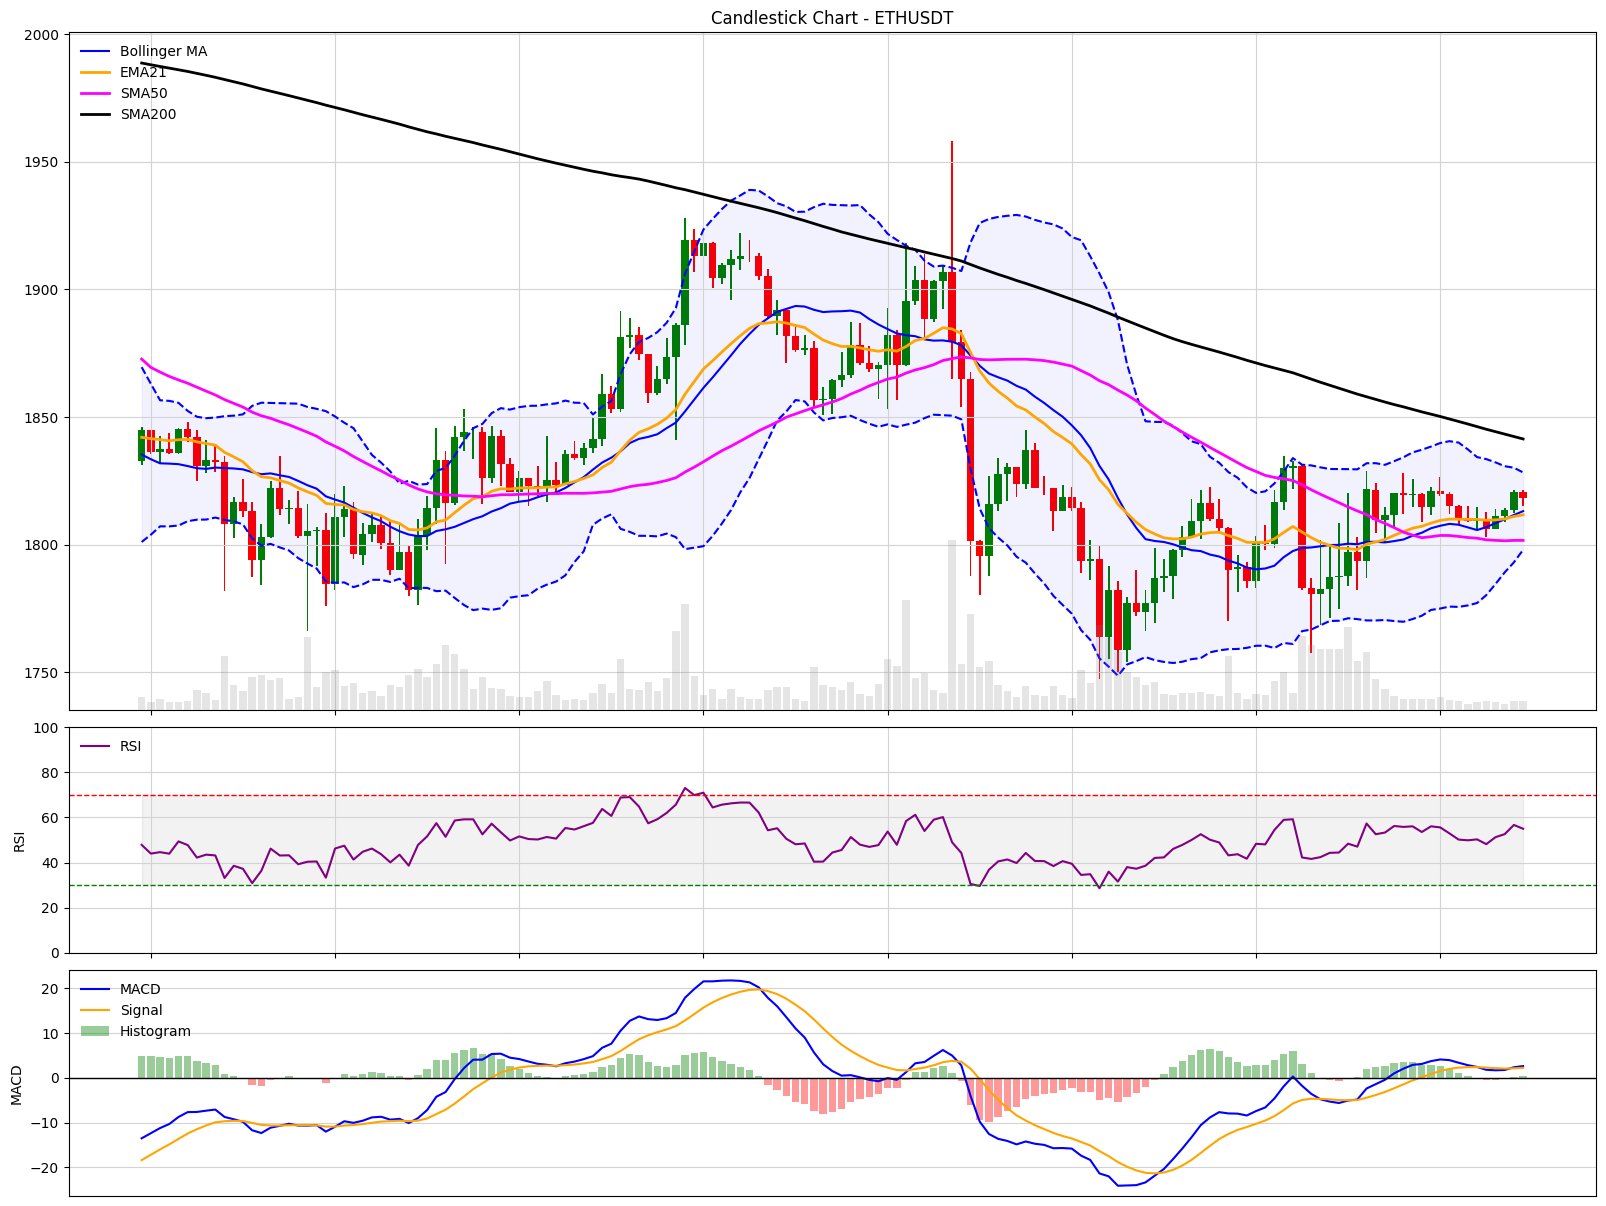 Candlestick Chart - ETHUSDT
2000
1950
1900
1850
1800
1750
Bollinger MA
EMA21
SMA50
SMA200
100
80
60
40
20
0
RSI
RSI
20
10
0
−10
−20
MACD
MACD
Signal
Histogram